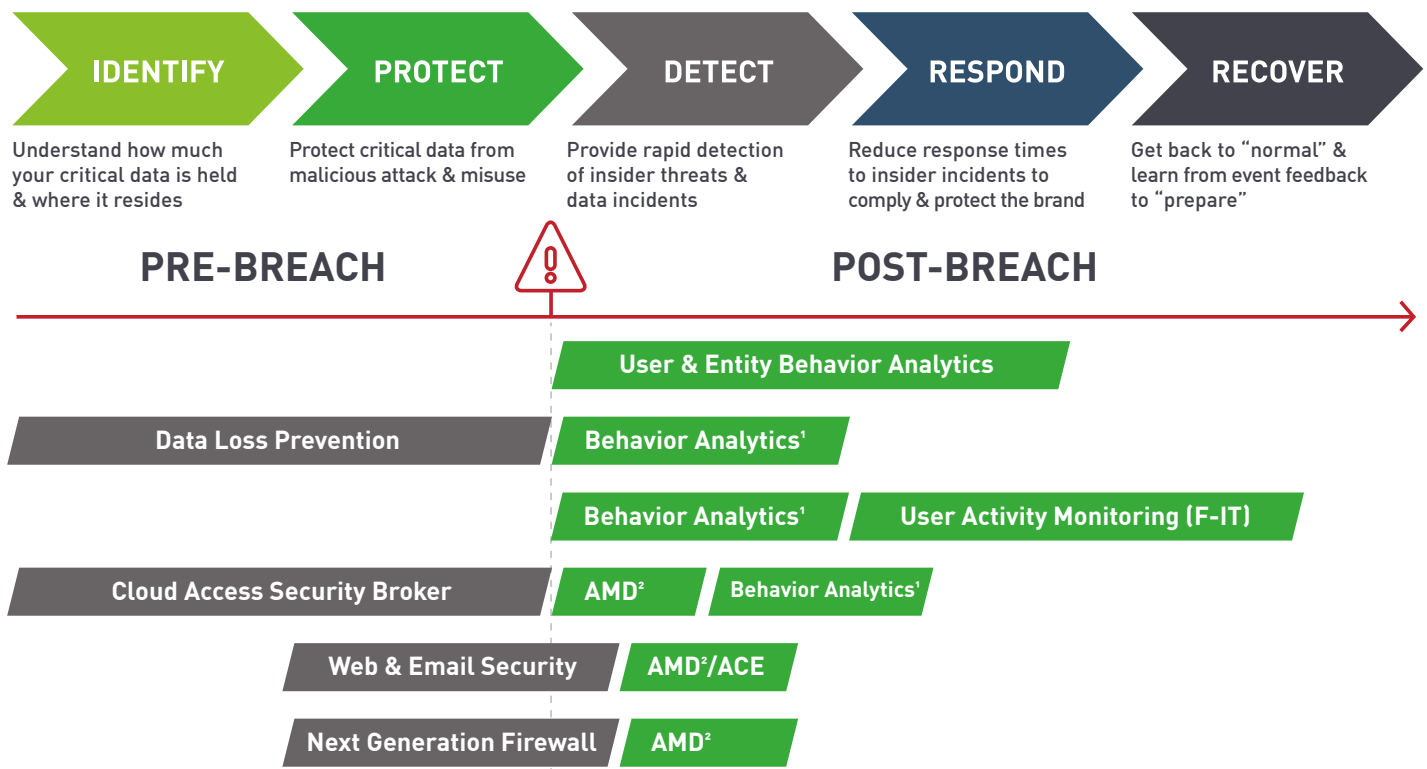 IDENTIFY
PROTECT
DETECT
RESPOND
RECOVER
Understand how much
your critical data is held
& where it resides
Protect critical data from
malicious attack & misuse
Provide rapid detection
of insider threats &
data incidents
Reduce response times
to insider incidents to
comply & protect the brand
Get back to “normal” &
learn from event feedback
to “prepare”
PRE-BREACH
POST-BREACH
User & Entity Behavior Analytics
Data Loss Prevention
Behavior Analytics¹
Behavior Analytics¹
User Activity Monitoring (F-IT)
Cloud Access Security Broker
AMD²
Behavior Analytics¹
Web & Email Security
AMD²/ACE
Next Generation Firewall
AMD²